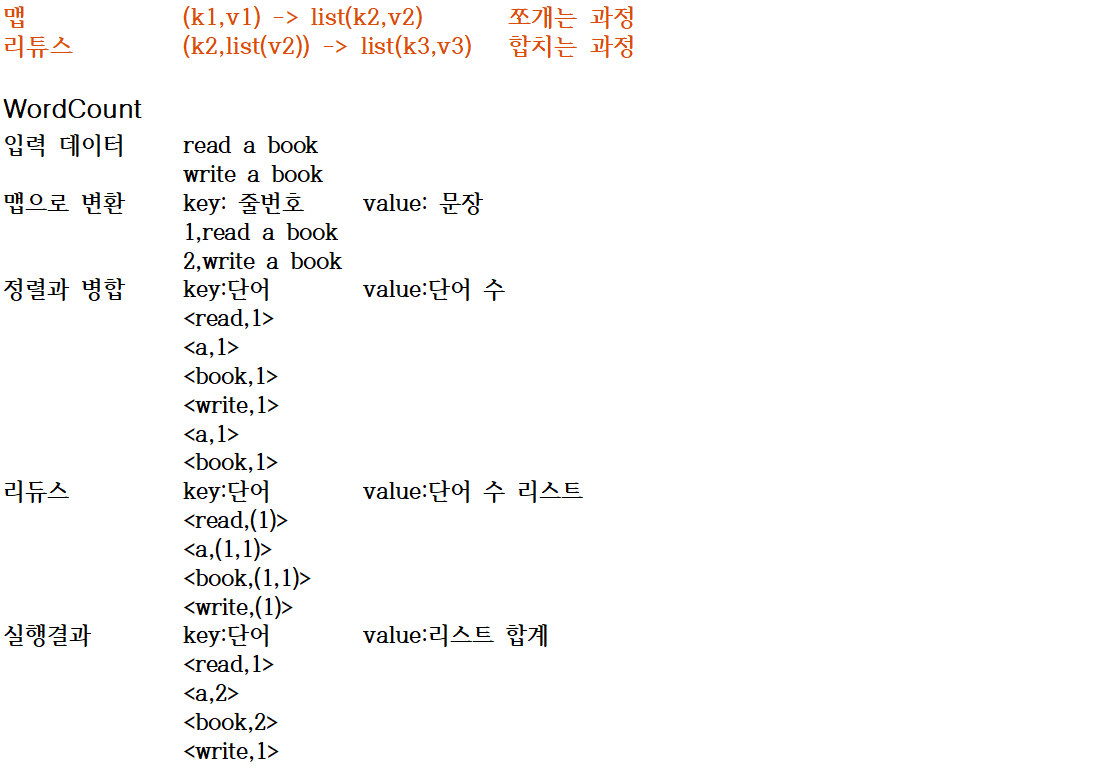 맵 (k1,v1) -> list(k2,v2) 쪼개는 과정
리튜스 (k2,list(v2)) -> list(k3,v3) 합치는 과정
WordCount
입력 데이터 read a book
write a book
맵으로 변환 key: 줄번호 value: 문장
1,read a book
2,write a book
정렬과 병합 key:단어 value:단어 수
<read,1>
<a,1>
<book,1>
<write,1>
<a,1>
<book,1>
리듀스 key:단어 value:단어 수 리스트
<read,(1)>
<a,(1,1)>
<book,(1,1)>
<write,(1)>
실행결과 key:단어 value:리스트 합계
<read,1>
<a,2>
<book,2>
<write,1>